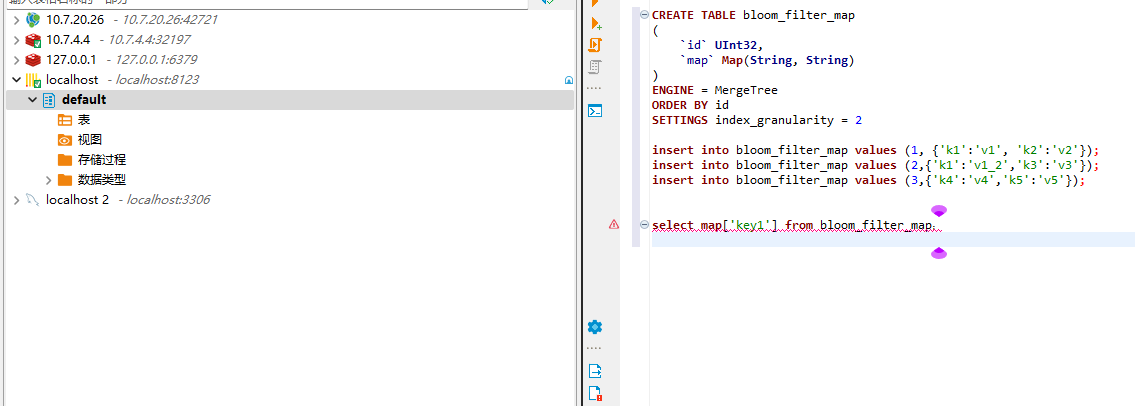 10.7.20.26 - 10.7.20.26:42721
10.7.4.4 - 10.7.4.4:32197
127.0.0.1 - 127.0.0.1:6379
localhost - localhost:8123
default
表
视图
存储过程
数据类型
localhost 2 - localhost:3306
CREATE TABLE bloom_filter_map
(
`id` UInt32,
`map` Map(String, String)
)
ENGINE = MergeTree
ORDER BY id
SETTINGS index_granularity = 2
insert into bloom_filter_map values (1, {'k1':'v1', 'k2':'v2'});
insert into bloom_filter_map values (2,{'k1':'v1_2','k3':'v3'});
insert into bloom_filter_map values (3,{'k4':'v4','k5':'v5'});
select map['key1'] from bloom_filter_map;